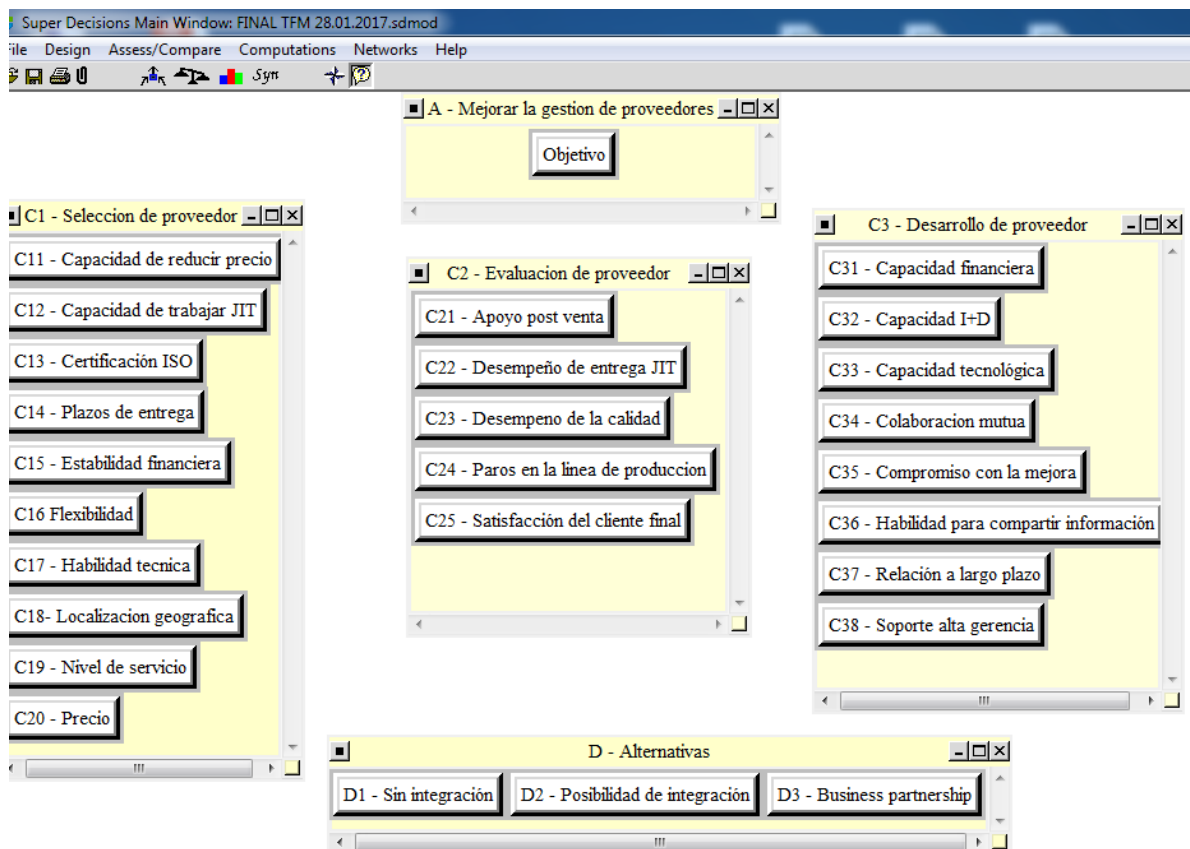 Super Decisions Main Window: FINAL TFM 28.01.2017.sdmod
File Design Assess/Compare Computations Networks Help
Syn
A - Mejorar la gestion de proveedores
Objetivo
C1 - Seleccion de proveedor
C11 - Capacidad de reducir precio
C12 - Capacidad de trabajar JIT
C13 - Certificación ISO
C14 - Plazos de entrega
C15 - Estabilidad financiera
C16 Flexibilidad
C17 - Habilidad tecnica
C18- Localizacion geografica
C19 - Nivel de servicio
C20 - Precio
C2 - Evaluacion de proveedor
C21 - Apoyo post venta
C22 - Desempeño de entrega JIT
C23 - Desempeno de la calidad
C24 - Paros en la linea de produccion
C25 - Satisfacción del cliente final
C3 - Desarrollo de proveedor
C31 - Capacidad financiera
C32 - Capacidad I+D
C33 - Capacidad tecnológica
C34 - Colaboracion mutua
C35 - Compromiso con la mejora
C36 - Habilidad para compartir información
C37 - Relación a largo plazo
C38 - Soporte alta gerencia
D - Alternativas
D1 - Sin integración
D2 - Posibilidad de integración
D3 - Business partnership